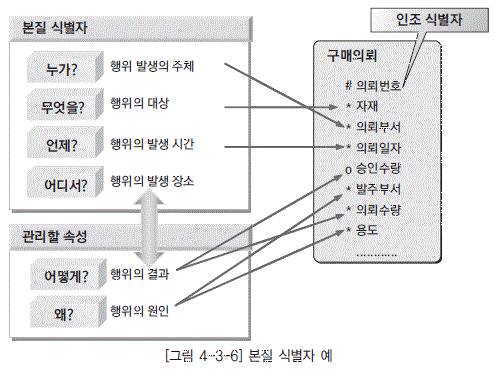 본질 식별자
누가?
행위 발생의 주체
무엇을?
행위의 대상
언제?
행위의 발생 시간
어디서?
행위의 발생 장소
관리할 속성
어떻게?
행위의 결과
왜?
행위의 원인
인조 식별자
구매의뢰
# 의뢰번호
* 자재
* 의뢰부서
* 의뢰일자
o 승인수량
* 발주부서
* 의뢰수량
* 용도
............
[그림 4-3-6] 본질 식별자 예